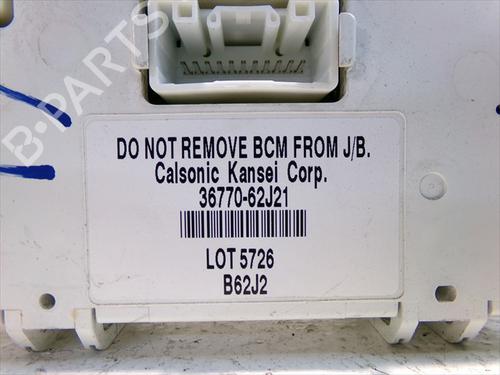 B-PARTS
DO NOT REMOVE BCM FROM J/B.
Calsonic Kansei Corp.
36770-62J21
LOT 5726
B62J2